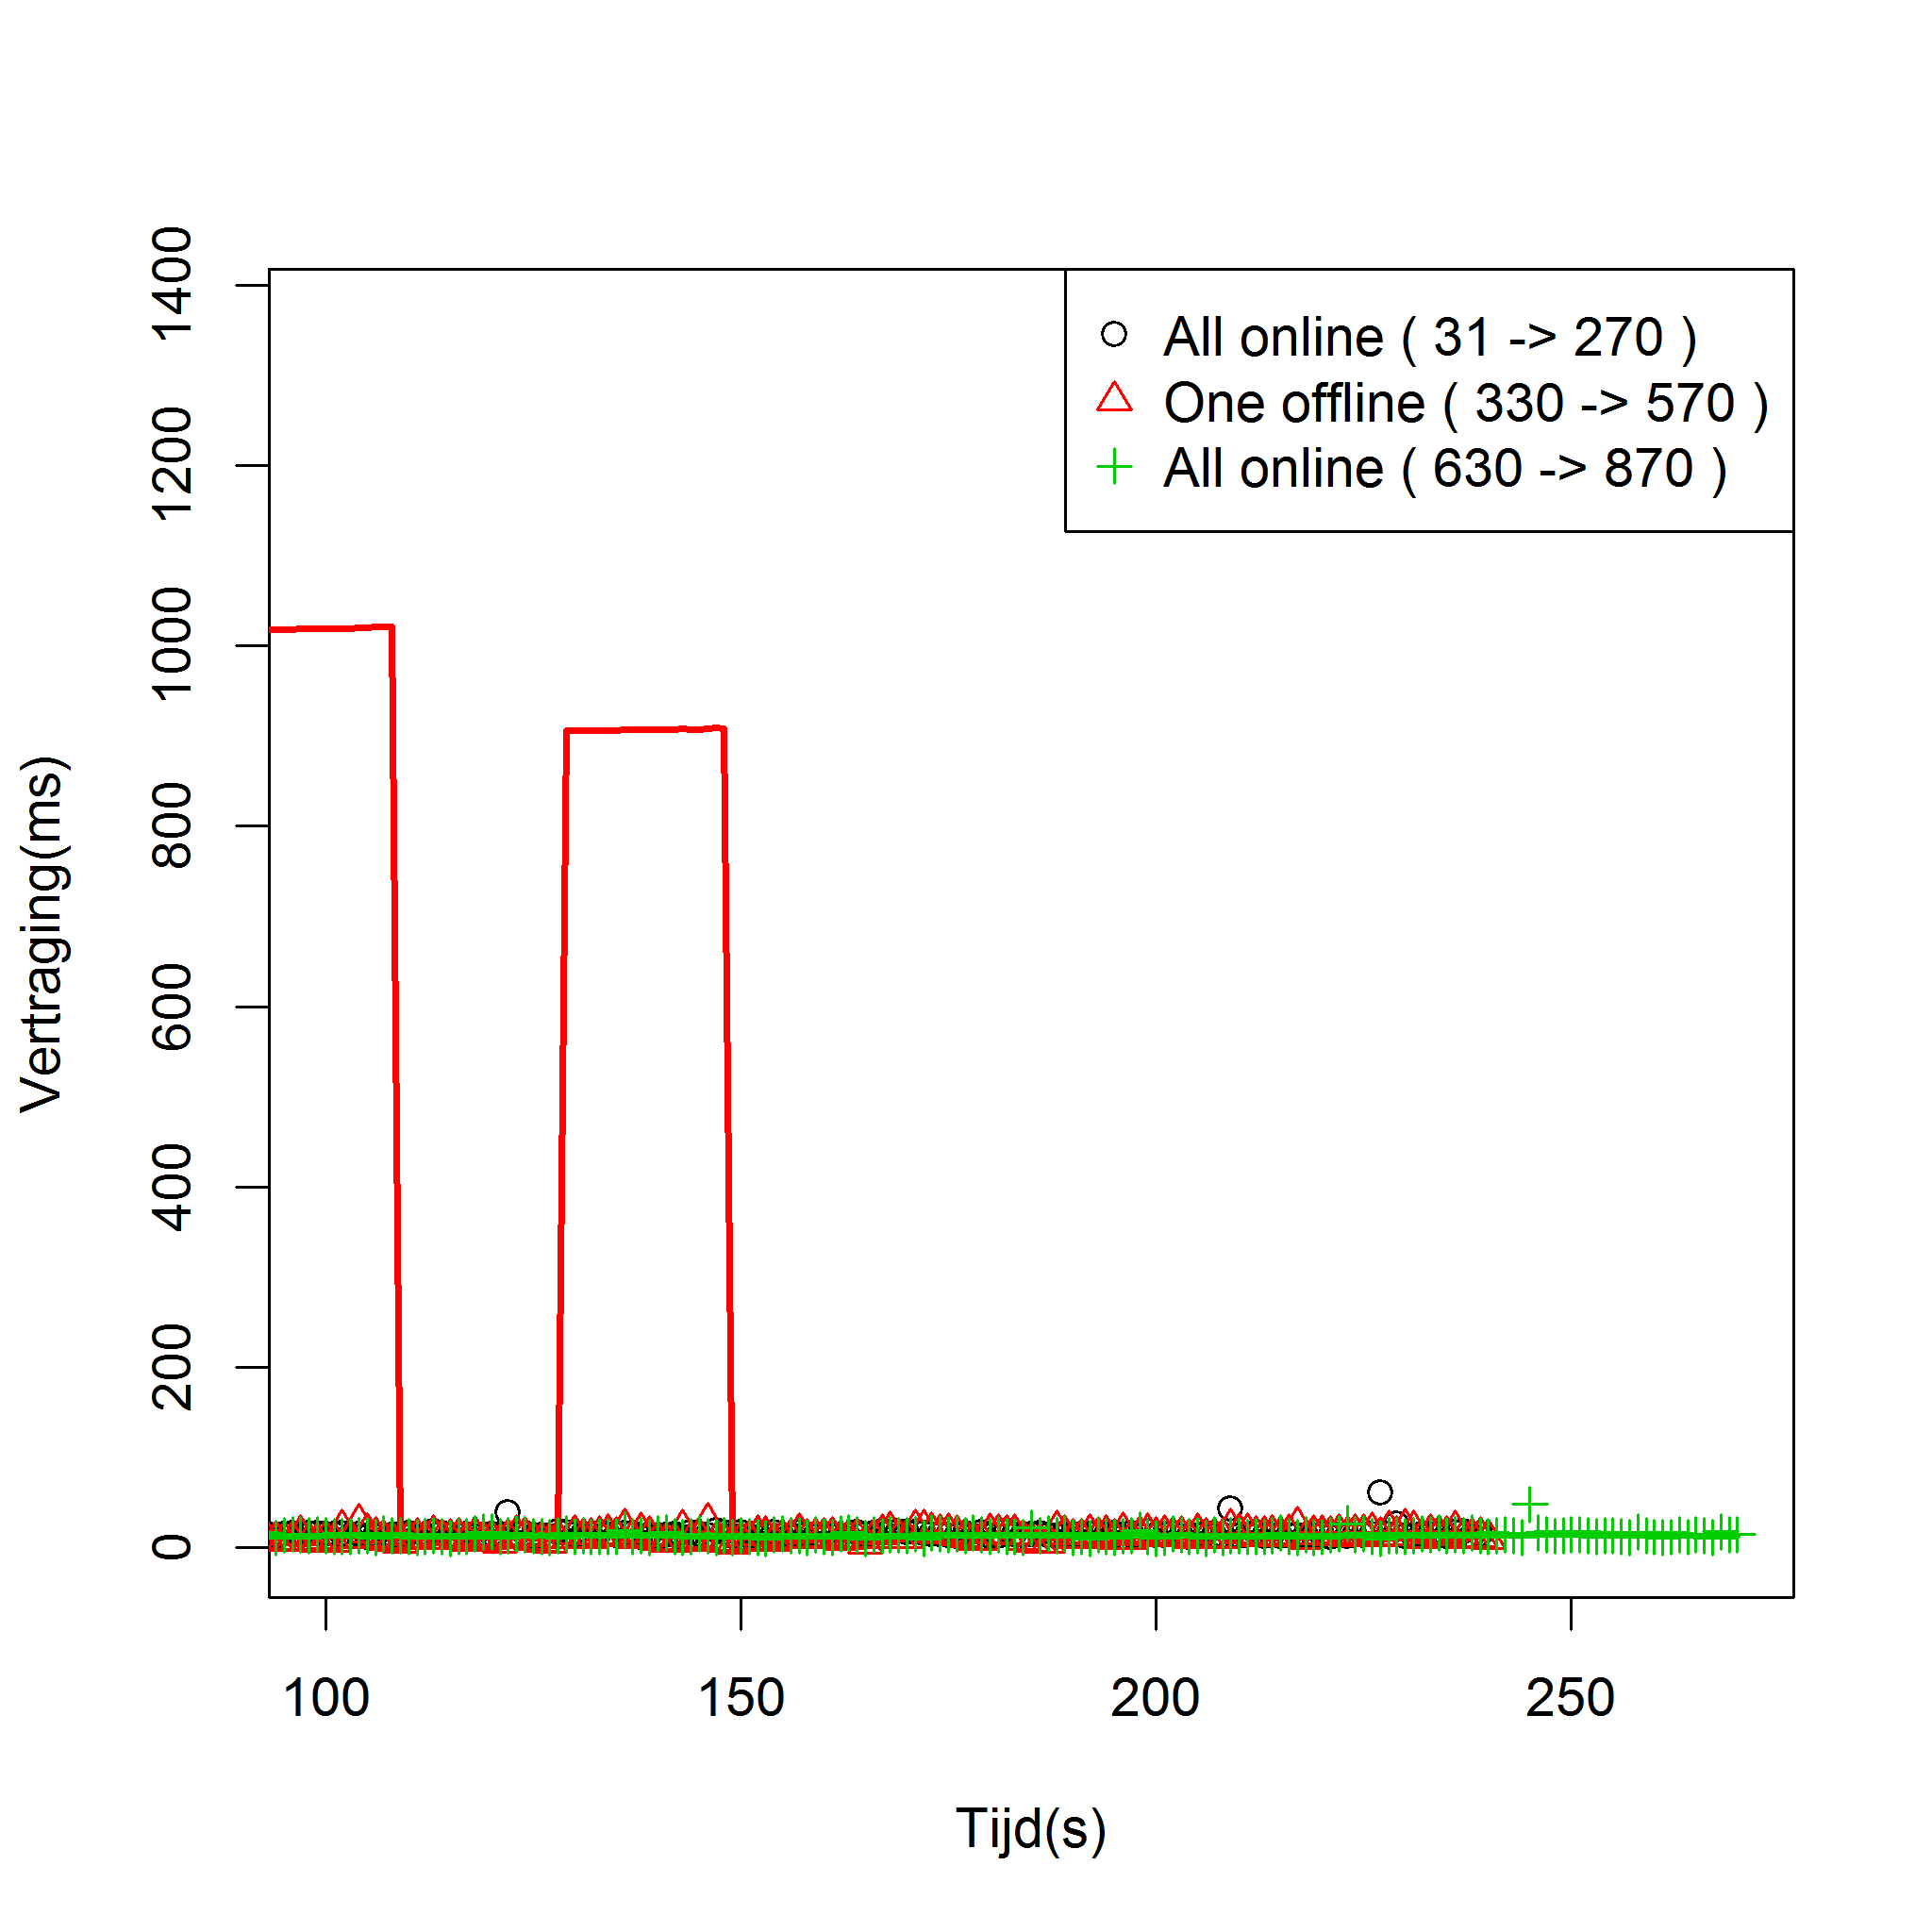 1400
1200
1000
800
600
400
200
0
Vertraging(ms)
All online ( 31 -> 270 )
One offline ( 330 -> 570 )
All online ( 630 -> 870 )
100 150 200 250
Tijd(s)